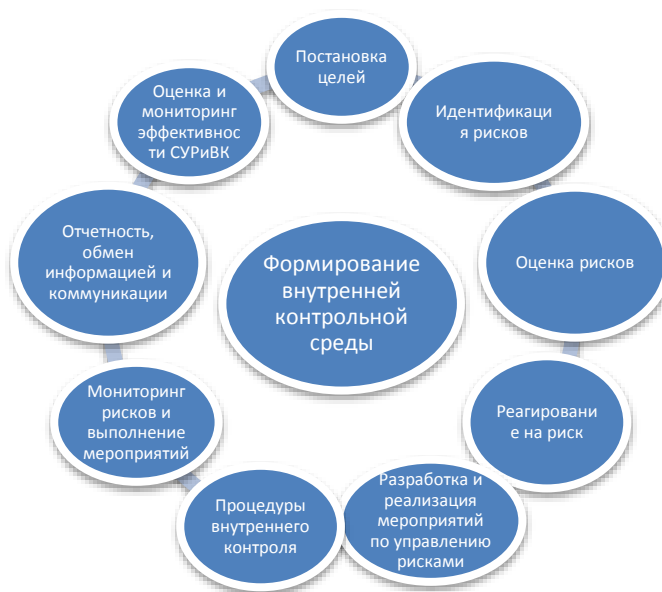 Постановка
целей
Идентификаци
я рисков
Оценка рисков
Реагировани
е на риск
Разработка и
реализация
мероприятий
по управлению
рисками
Процедуры
внутреннего
контроля
Мониторинг
рисков и
выполнение
мероприятий
Отчетность,
обмен
информацией и
коммуникации
Оценка и
мониторинг
эффективнос
ти СУРиВК
Формирование
внутренней
контрольной
среды